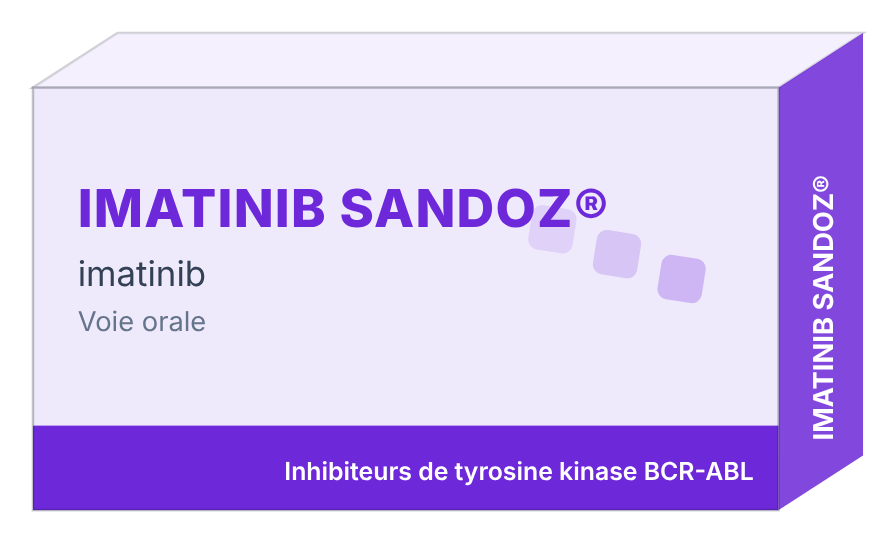 IMATINIB SANDOZ®
imatinib
Voie orale
Inhibiteurs de tyrosine kinase BCR-ABL
IMATINIB SANDOZ®